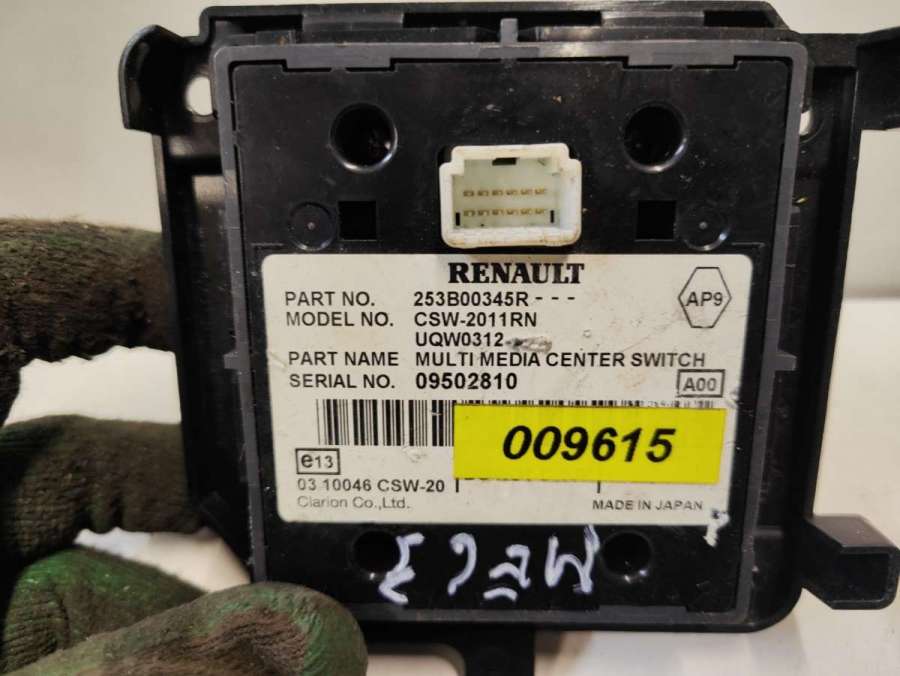 RENAULT
PART NO. 253B00345R---
AP9
MODEL NO. CSW-2011RN
UQW0312-
PART NAME MULTI MEDIA CENTER SWITCH
SERIAL NO. 09502810
A00
009615
e13
03 10046 CSW-20
Clarion Co.,Ltd.
MADE IN JAPAN